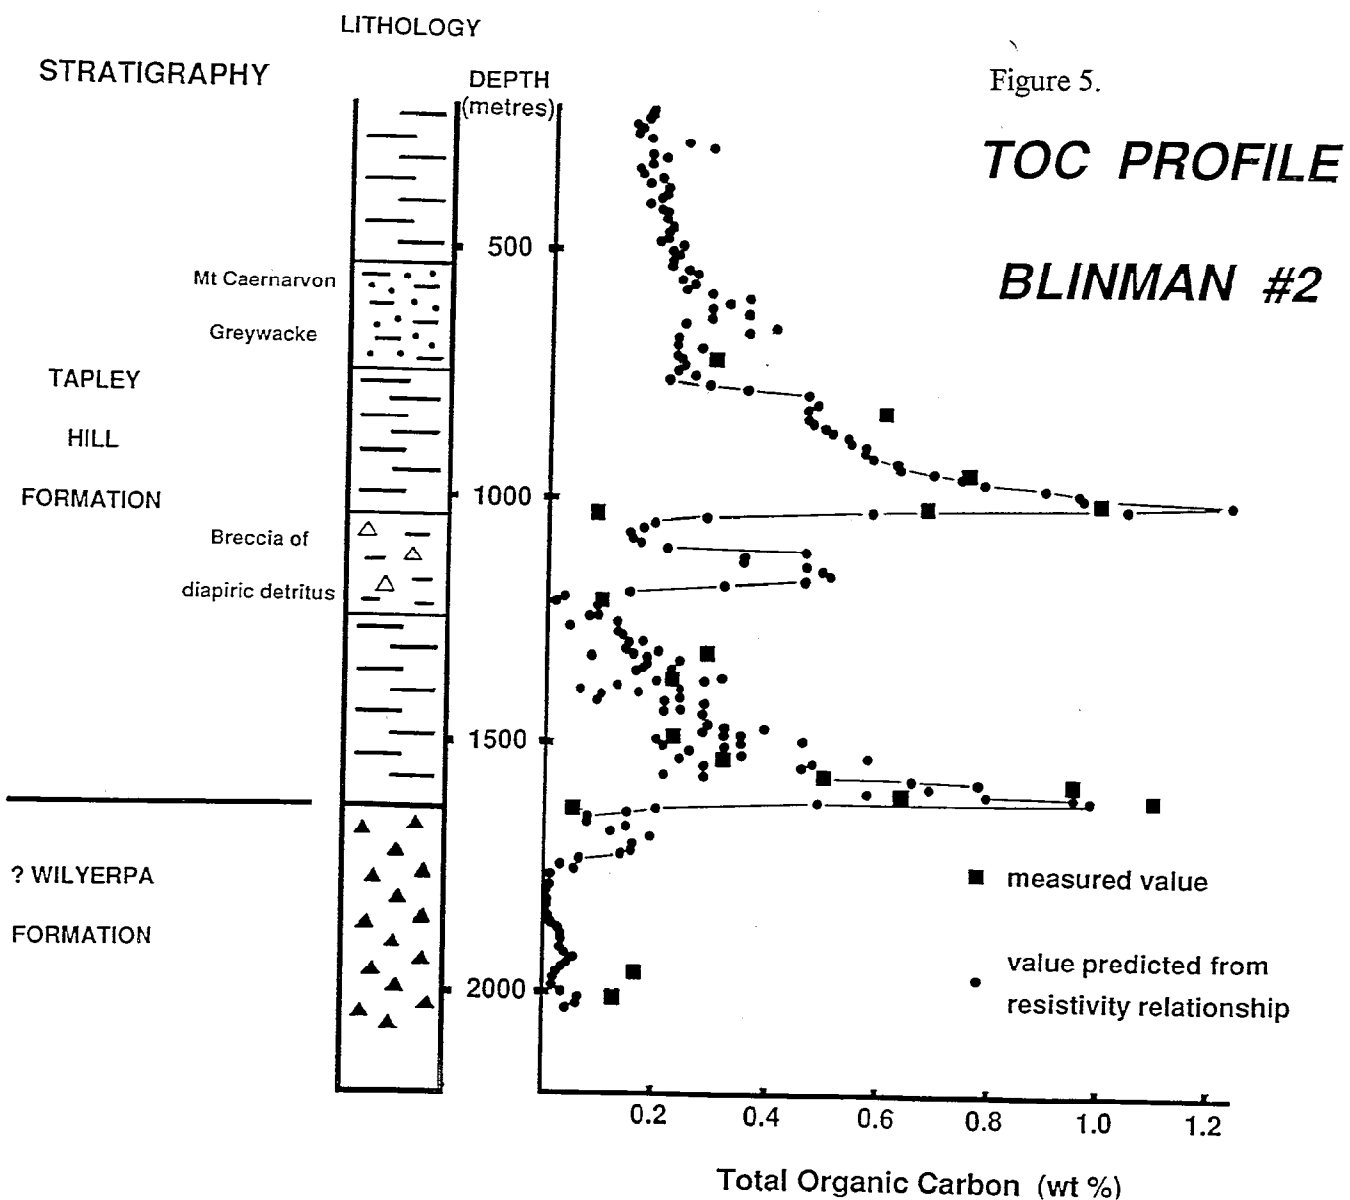 LITHOLOGY
STRATIGRAPHY
DEPTH
(metres)
Figure 5.
TOC PROFILE
BLINMAN #2
500
Mt Caernarvon
Greywacke
TAPLEY
HILL
FORMATION
1000
Breccia of
diapiric detritus
1500
? WILYERPA
FORMATION
2000
measured value
value predicted from
resistivity relationship
0.2 0.4 0.6 0.8 1.0 1.2
Total Organic Carbon (wt %)